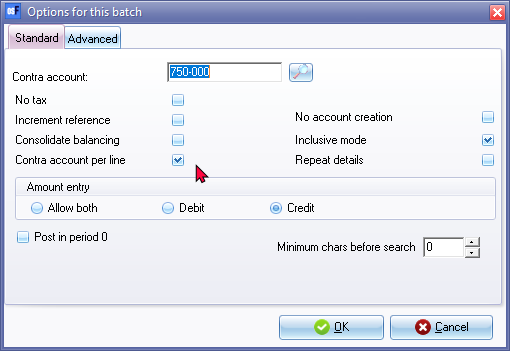 Options for this batch
Standard Advanced
Contra account: 750-000
No tax
Increment reference No account creation
Consolidate balancing Inclusive mode
Contra account per line Repeat details
Amount entry
Allow both Debit Credit
Post in period 0
Minimum chars before search 0
OK Cancel